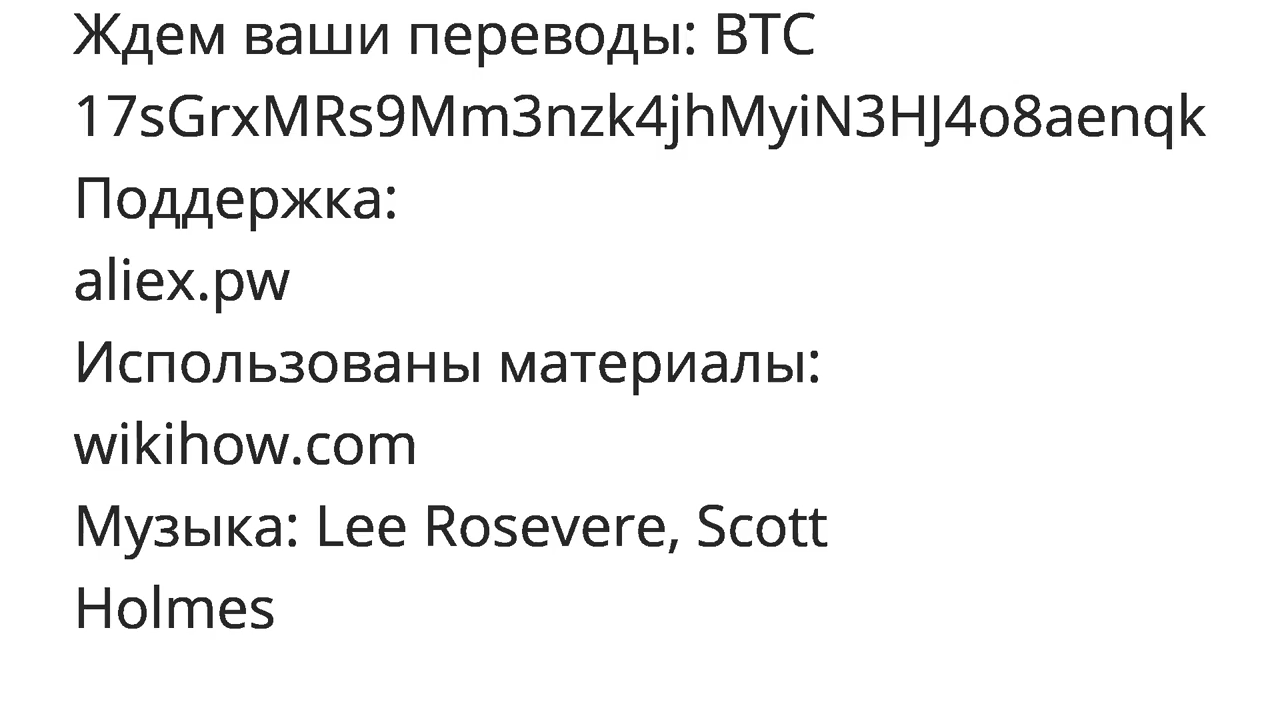 Ждем ваши переводы: BTC
17sGrxMRs9Mm3nzk4jhMyiN3HJ4o8aenqk
Поддержка:
aliex.pw
Использованы материалы:
wikihow.com
Музыка: Lee Rosevere, Scott
Holmes